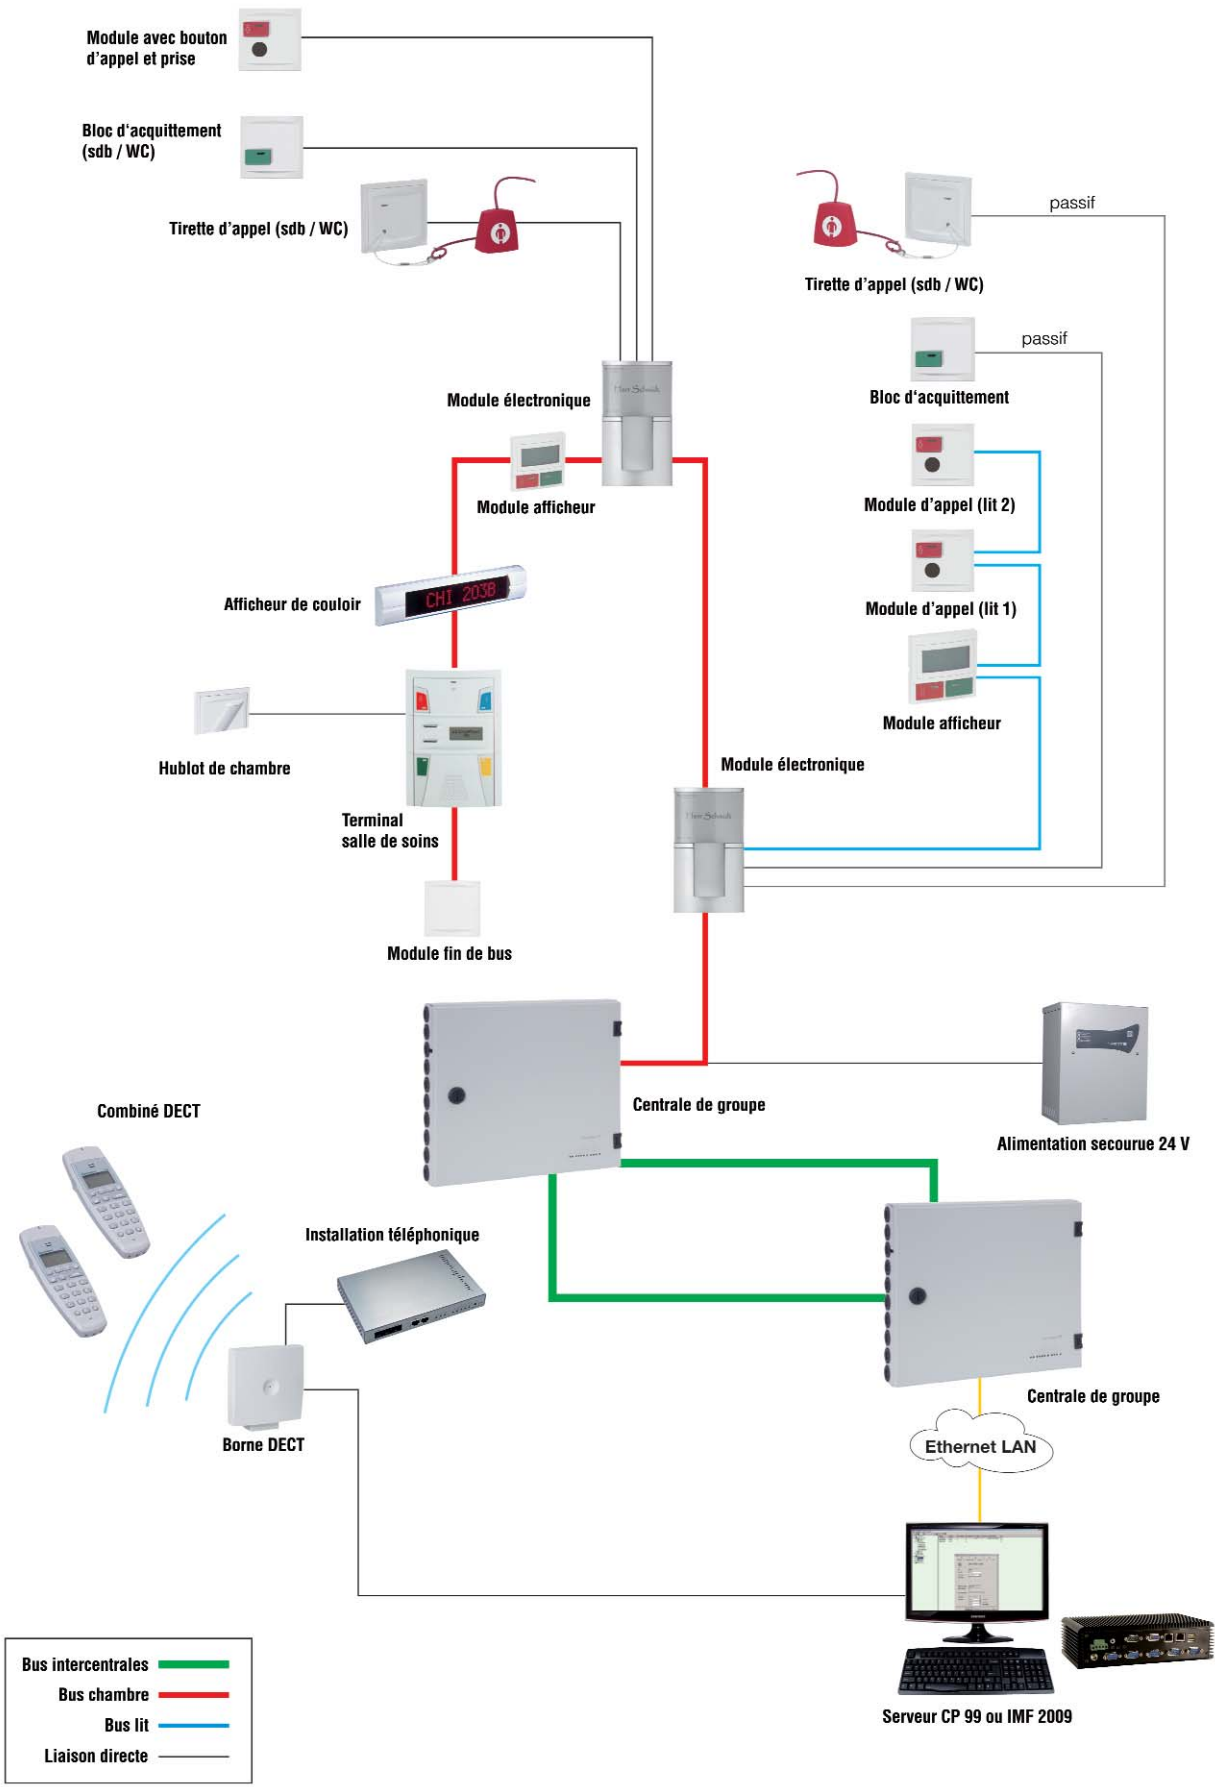 Module avec bouton
d'appel et prise
Bloc d'acquittement
(sdb / WC)
Tirette d'appel (sdb / WC)
passif
Tirette d'appel (sdb / WC)
passif
Bloc d'acquittement
Module électronique
Module afficheur
Module d'appel (lit 2)
Afficheur de couloir
CHI 203B
Module d'appel (lit 1)
Module afficheur
Hublot de chambre
Module électronique
Terminal
salle de soins
Module fin de bus
Centrale de groupe
Combiné DECT
Alimentation secourue 24 V
Installation téléphonique
Centrale de groupe
Borne DECT
Ethernet LAN
Serveur CP 99 ou IMF 2009
Bus intercentrales
Bus chambre
Bus lit
Liaison directe